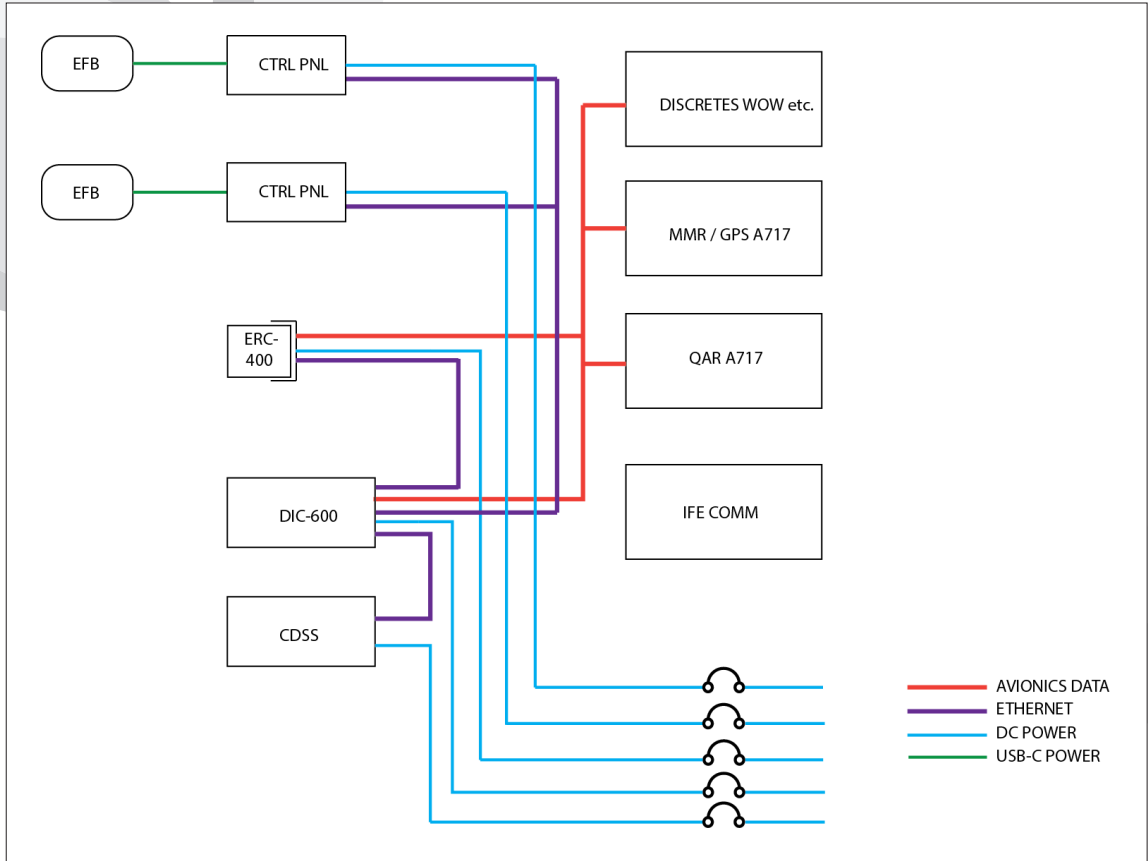 EFB
CTRL PNL
DISCRETES WOW etc.
EFB
CTRL PNL
MMR / GPS A717
ERC-
400
QAR A717
DIC-600
IFE COMM
CDSS
AVIONICS DATA
ETHERNET
DC POWER
USB-C POWER